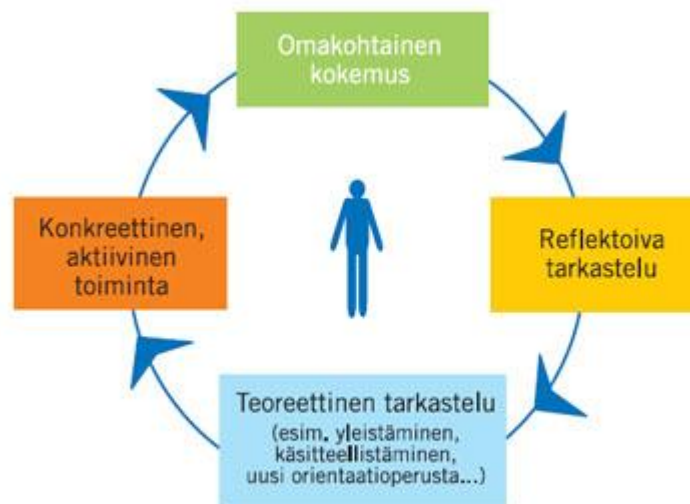 Omakohtainen
kokemus
Konkreettinen,
aktiivinen
toiminta
Reflektoiva
tarkastelu
Teoreettinen tarkastelu
(esim. yleistäminen,
käsitteellistäminen,
uusi orientaatioperusta...)